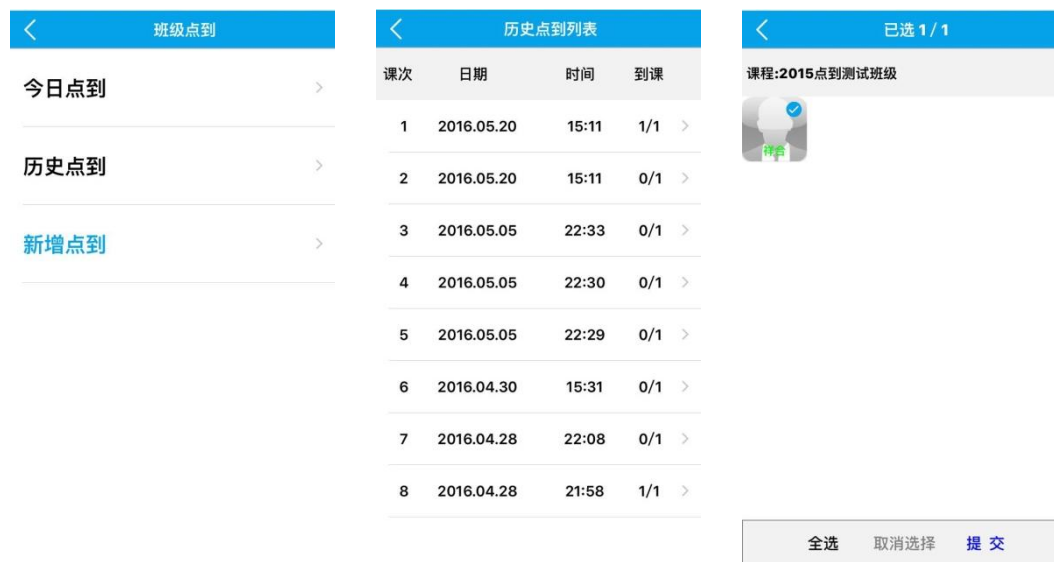 班级点到
今日点到
历史点到
新增点到
历史点到列表
课次 日期 时间 到课
1 2016.05.20 15:11 1/1
2 2016.05.20 15:11 0/1
3 2016.05.05 22:33 0/1
4 2016.05.05 22:30 0/1
5 2016.05.05 22:29 0/1
6 2016.04.30 15:31 0/1
7 2016.04.28 22:08 0/1
8 2016.04.28 21:58 1/1
已选 1 / 1
课程:2015点到测试班级
祥合
全选 取消选择 提 交